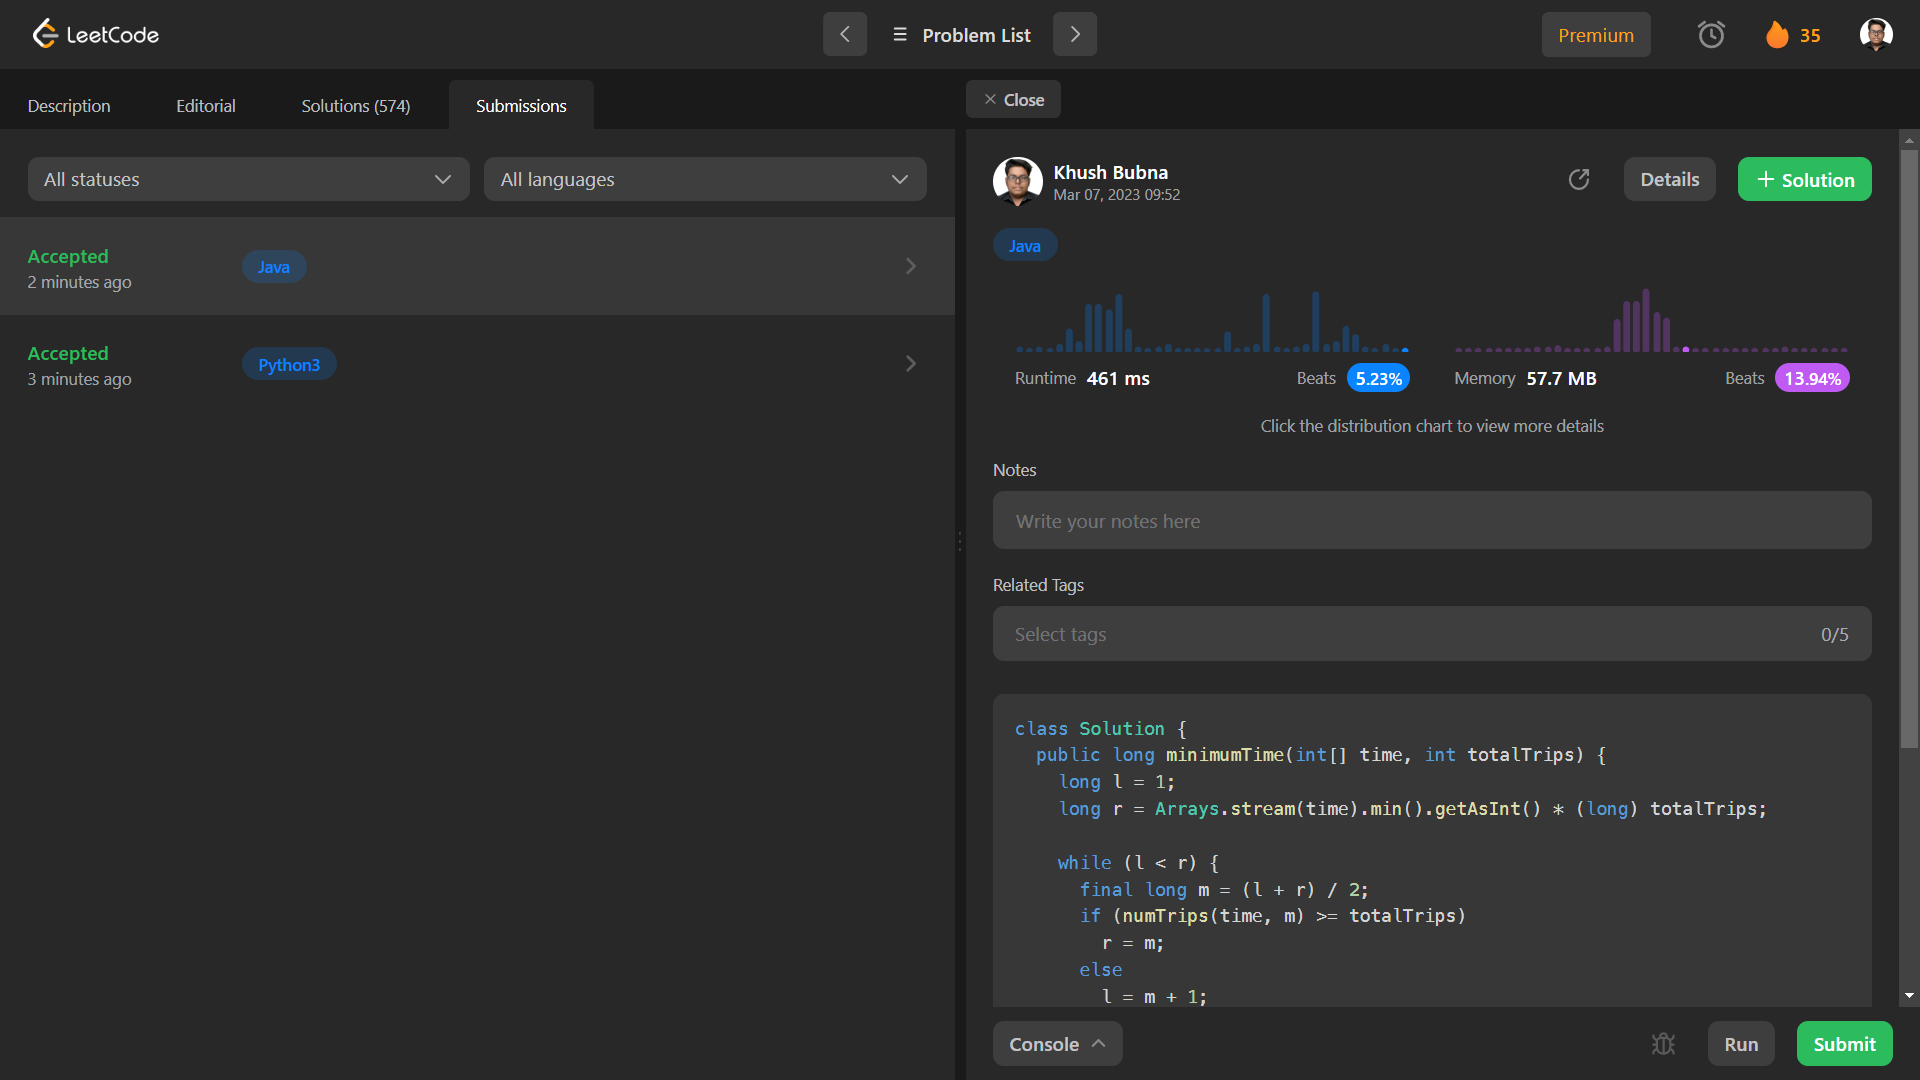 LeetCode
Problem List
Premium
35
Description
Editorial
Solutions (574)
Submissions
All statuses
All languages
Accepted
2 minutes ago
Java
Accepted
3 minutes ago
Python3
Close
Khush Bubna
Mar 07, 2023 09:52
Details
+ Solution
Java
Runtime 461 ms
Beats 5.23%
Memory 57.7 MB
Beats 13.94%
Click the distribution chart to view more details
Notes
Write your notes here
Related Tags
Select tags
0/5
class Solution {
  public long minimumTime(int[] time, int totalTrips) {
    long l = 1;
    long r = Arrays.stream(time).min().getAsInt() * (long) totalTrips;
    while (l < r) {
      final long m = (l + r) / 2;
      if (numTrips(time, m) >= totalTrips)
        r = m;
      else
        l = m + 1;
Console
Run
Submit